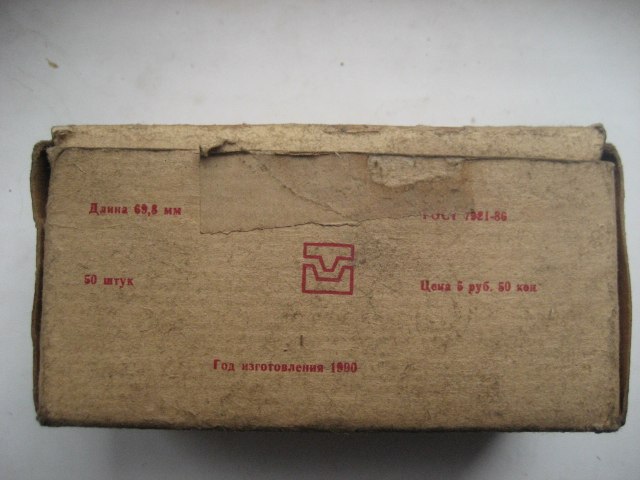 Длина 69,8 мм
ГОСТ 7921-86
50 штук
Цена 5 руб. 50 коп
Год изготовления 1990